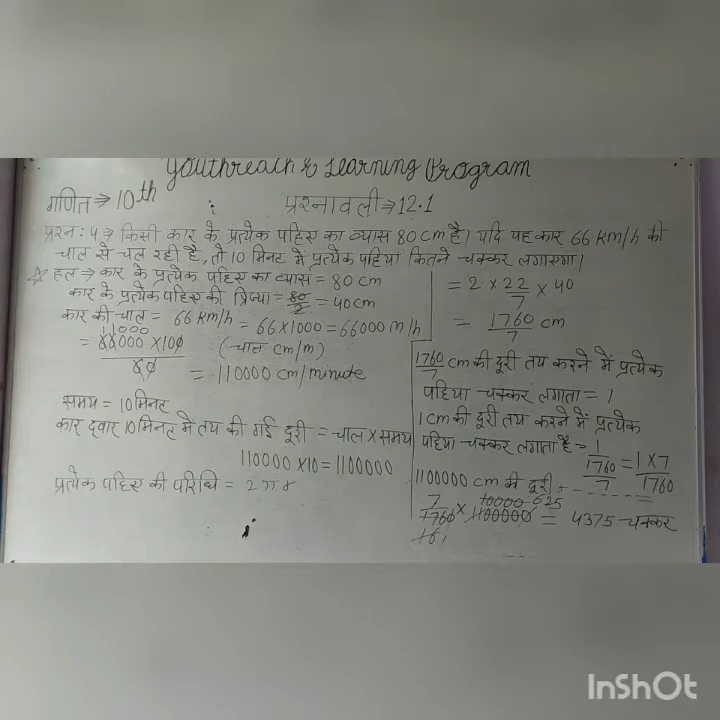 Youthreach & Learning Program
गणित → 10th
प्रश्नावली → 12.1
प्रश्न: 4 → किसी कार के प्रत्येक पहिए का व्यास 80 cm है। यदि यह कार 66 Km/h की
चाल से चल रही है, तो 10 मिनट में प्रत्येक पहिया कितने चक्कर लगाएगा।
हल → कार के प्रत्येक पहिए का व्यास = 80 cm
कार के प्रत्येक पहिए की त्रिज्या = 80/2 = 40cm
कार की चाल = 66 Km/h = 66×1000 = 66000 m/h
11000
= 66000 × 100 / 60 (चाल cm/m)
= 110000 cm/minute
समय = 10 मिनट
कार द्वार 10 मिनट में तय की गई दूरी = चाल × समय
110000 ×10 = 1100000
प्रत्येक पहिए की परिधि = 2πr
= 2 × 22/7 × 40
= 1760/7 cm
1760/7 cm की दूरी तय करने में प्रत्येक
पहिया चक्कर लगाता = 1
1 cm की दूरी तय करने में प्रत्येक
पहिया चक्कर लगाता है = 1/(1760/7) = 1×7/1760
1100000 cm की दूरी - - - - - - =
10000 625
7/1760 × 1100000 = 4375 चक्कर
InShOt